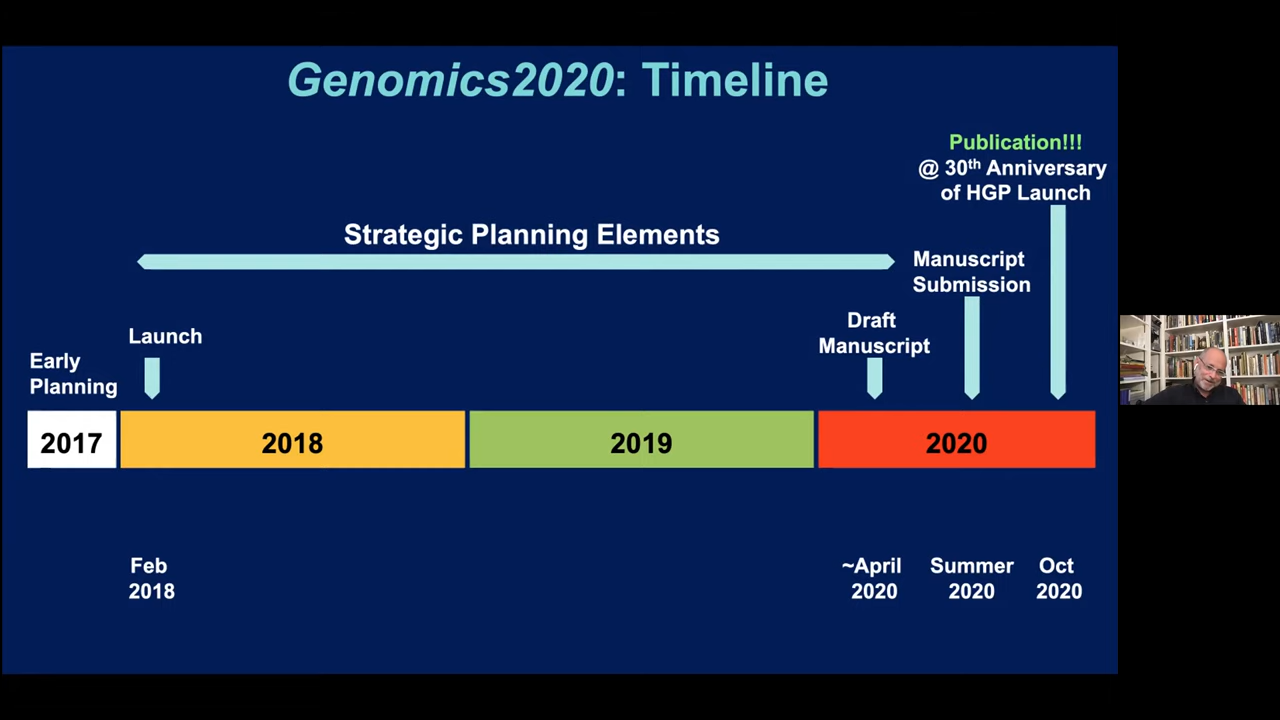 Genomics2020: Timeline
Publication!!!
@ 30th Anniversary
of HGP Launch
Strategic Planning Elements
Manuscript
Submission
Draft
Manuscript
Launch
Early
Planning
2017
2018
2019
2020
Feb
2018
~April
2020
Summer
2020
Oct
2020